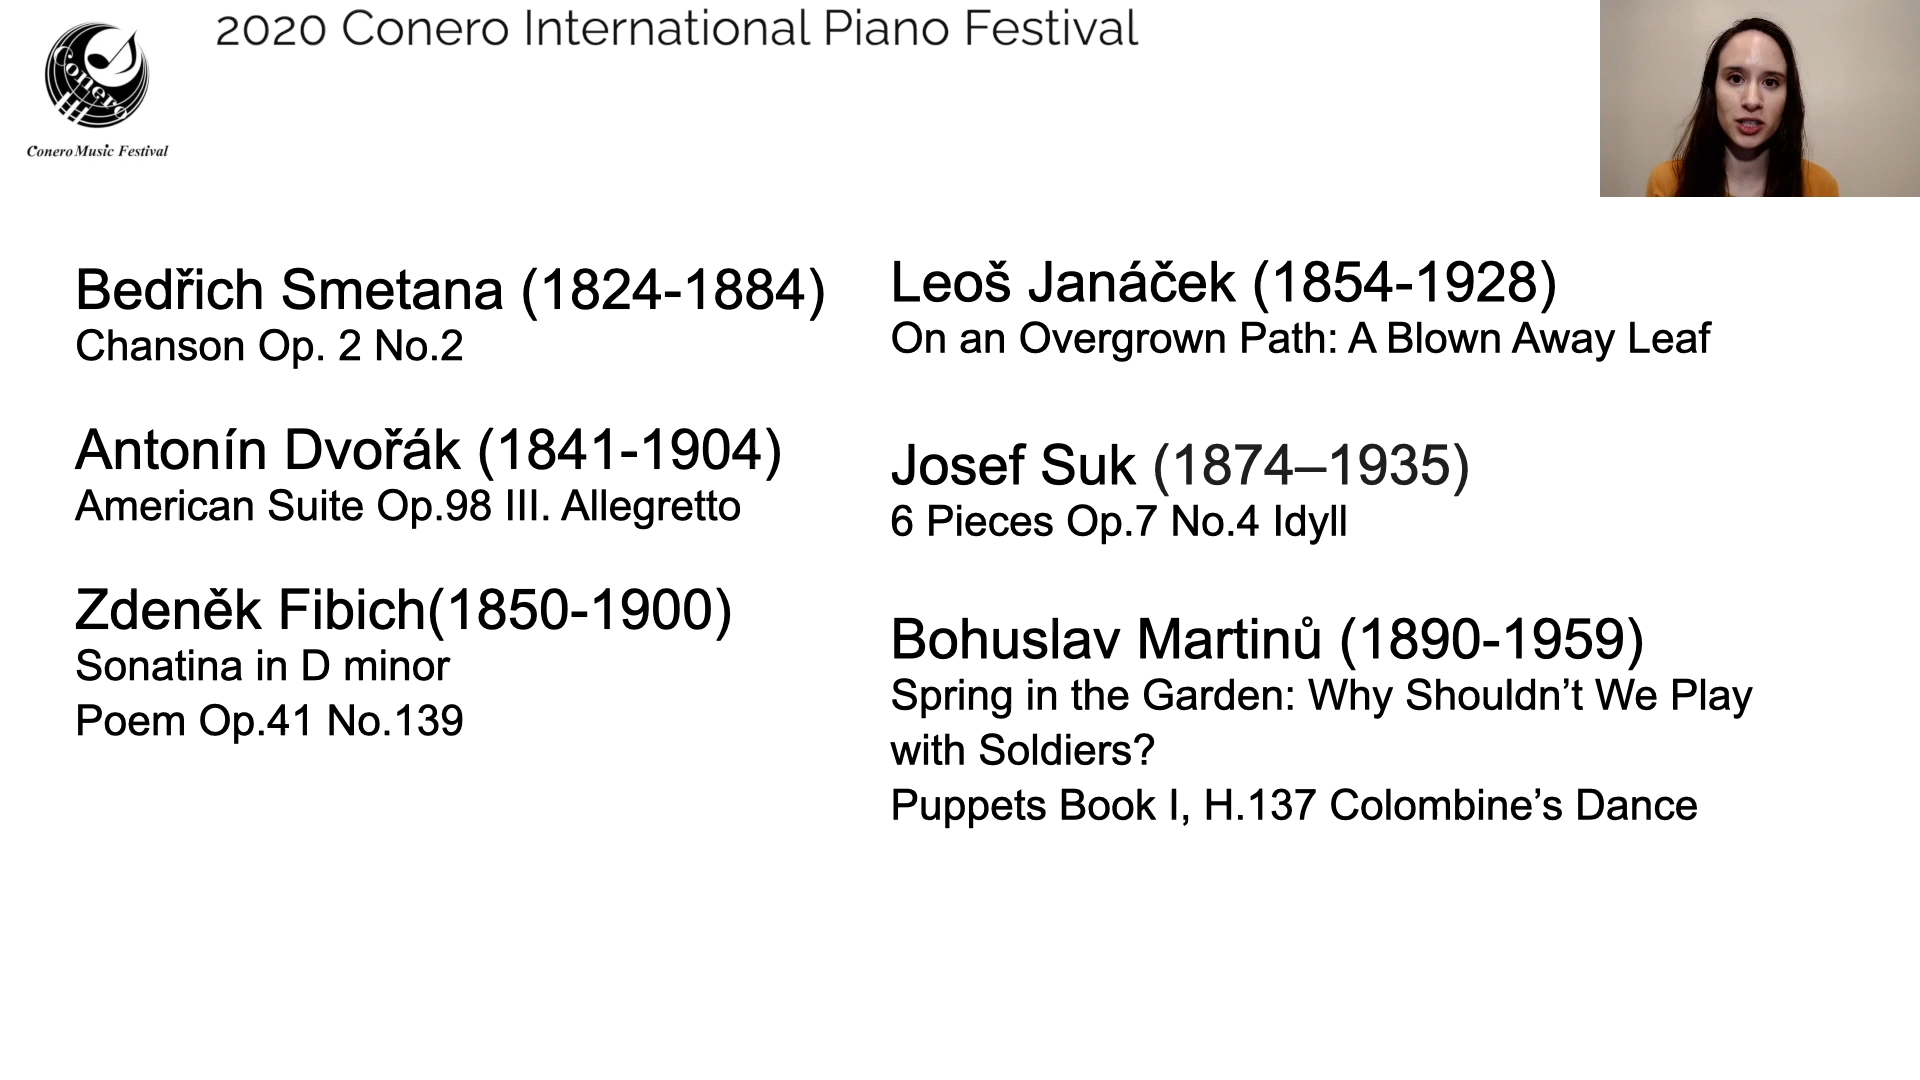 2020 Conero International Piano Festival
Conero
Conero Music Festival
Bedřich Smetana (1824-1884)
Chanson Op. 2 No.2
Antonín Dvořák (1841-1904)
American Suite Op.98 III. Allegretto
Zdeněk Fibich(1850-1900)
Sonatina in D minor
Poem Op.41 No.139
Leoš Janáček (1854-1928)
On an Overgrown Path: A Blown Away Leaf
Josef Suk (1874–1935)
6 Pieces Op.7 No.4 Idyll
Bohuslav Martinů (1890-1959)
Spring in the Garden: Why Shouldn’t We Play
with Soldiers?
Puppets Book I, H.137 Colombine’s Dance